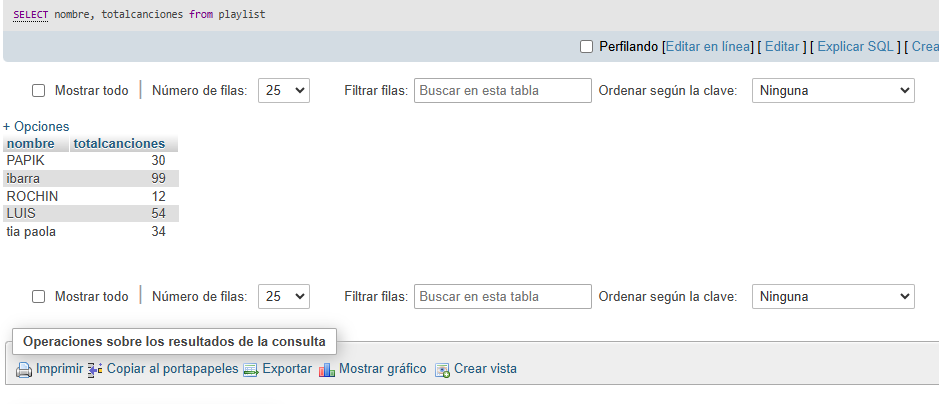 SELECT nombre, totalcanciones from playlist
Perfilando [Editar en línea] [ Editar ] [ Explicar SQL ] [ Crea
Mostrar todo | Número de filas: 25 Filtrar filas: Buscar en esta tabla Ordenar según la clave: Ninguna
+ Opciones
nombre totalcanciones
PAPIK 30
ibarra 99
ROCHIN 12
LUIS 54
tia paola 34
Mostrar todo | Número de filas: 25 Filtrar filas: Buscar en esta tabla Ordenar según la clave: Ninguna
Operaciones sobre los resultados de la consulta
Imprimir Copiar al portapapeles Exportar Mostrar gráfico Crear vista